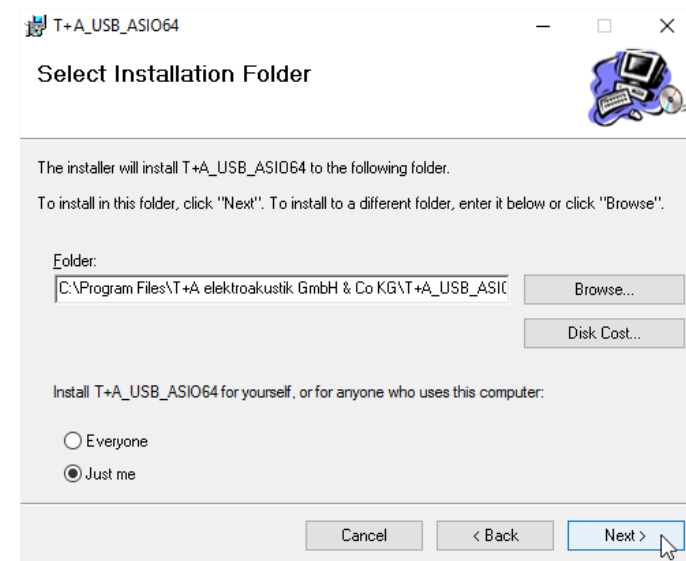 T+A_USB_ASIO64
Select Installation Folder
The installer will install T+A_USB_ASIO64 to the following folder.
To install in this folder, click "Next". To install to a different folder, enter it below or click "Browse".
Folder:
C:\Program Files\T+A elektroakustik GmbH & Co KG\T+A_USB_ASIO
Browse...
Disk Cost...
Install T+A_USB_ASIO64 for yourself, or for anyone who uses this computer:
Everyone
Just me
Cancel
< Back
Next >